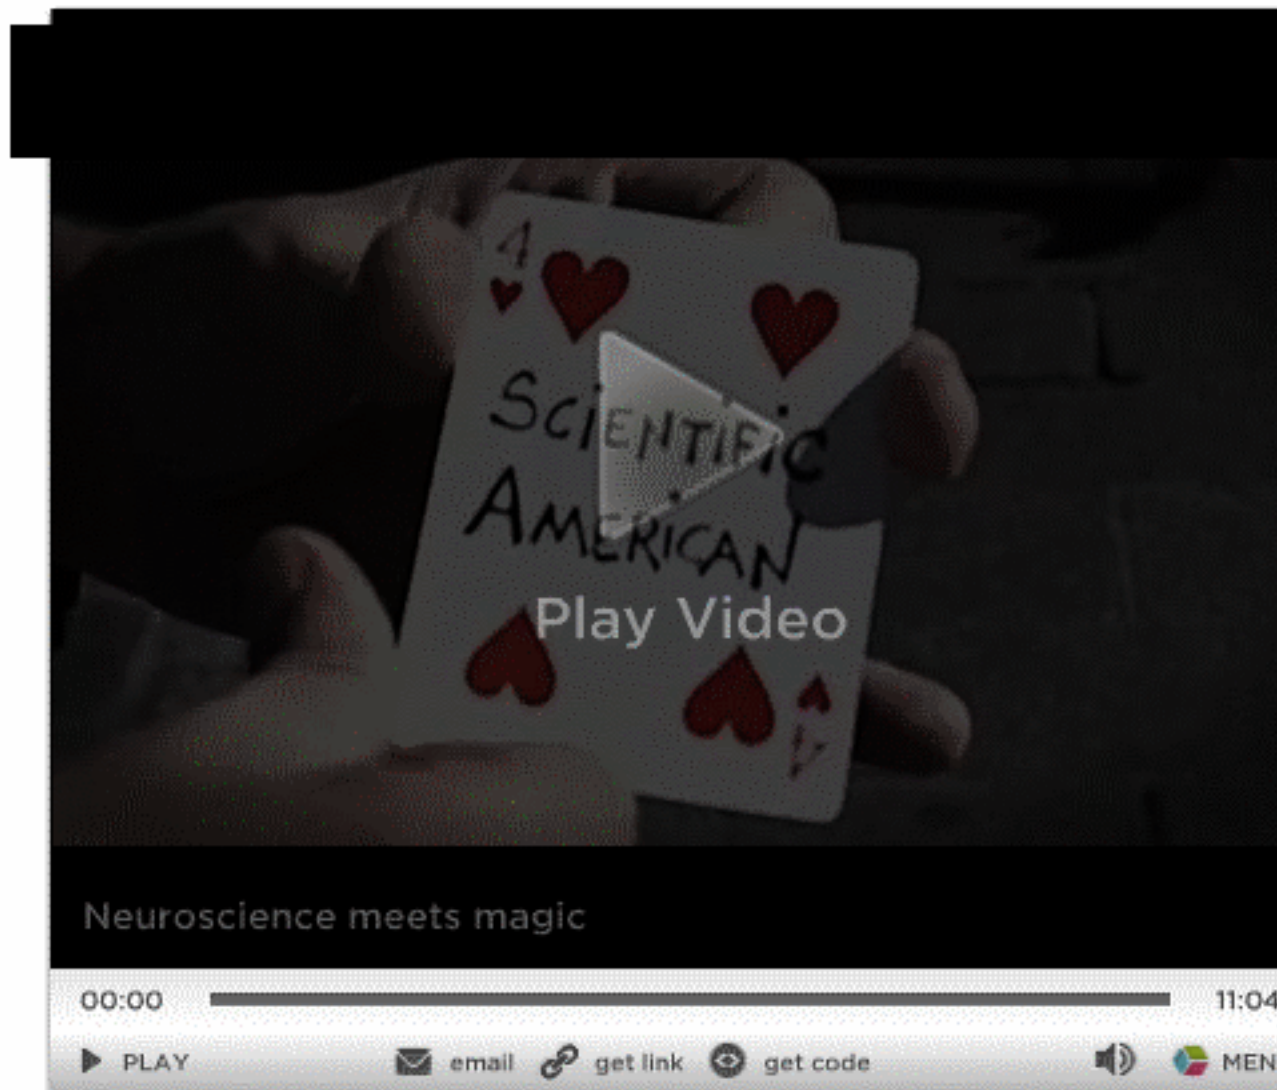 4
SCiENTiFiC
AMERiCAN
Play Video
4
Neuroscience meets magic
00:00 11:04
PLAY email get link get code MEN